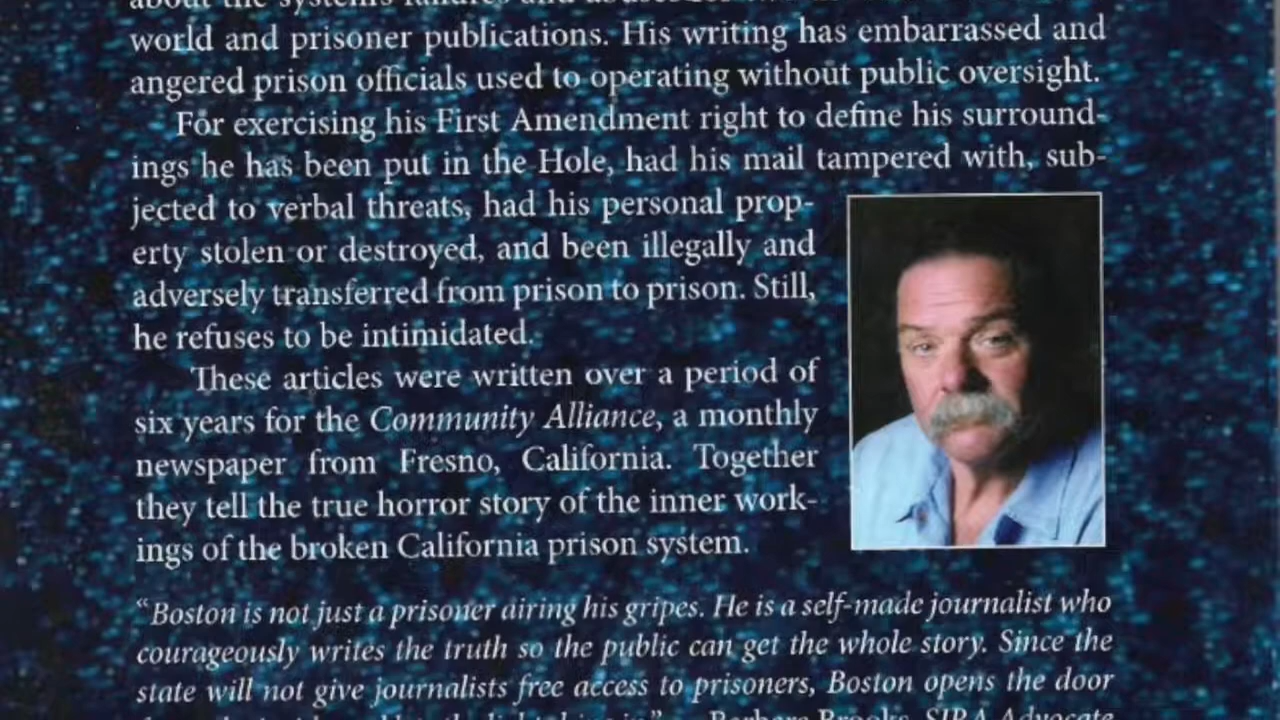 world and prisoner publications. His writing has embarrassed and
angered prison officials used to operating without public oversight.
For exercising his First Amendment right to define his surround-
ings he has been put in the Hole, had his mail tampered with, sub-
jected to verbal threats, had his personal prop-
erty stolen or destroyed, and been illegally and
adversely transferred from prison to prison. Still,
he refuses to be intimidated.
These articles were written over a period of
six years for the Community Alliance, a monthly
newspaper from Fresno, California. Together
they tell the true horror story of the inner work-
ings of the broken California prison system.
“Boston is not just a prisoner airing his gripes. He is a self-made journalist who
courageously writes the truth so the public can get the whole story. Since the
state will not give journalists free access to prisoners, Boston opens the door
Barbara Brooks, SJRA Advocate